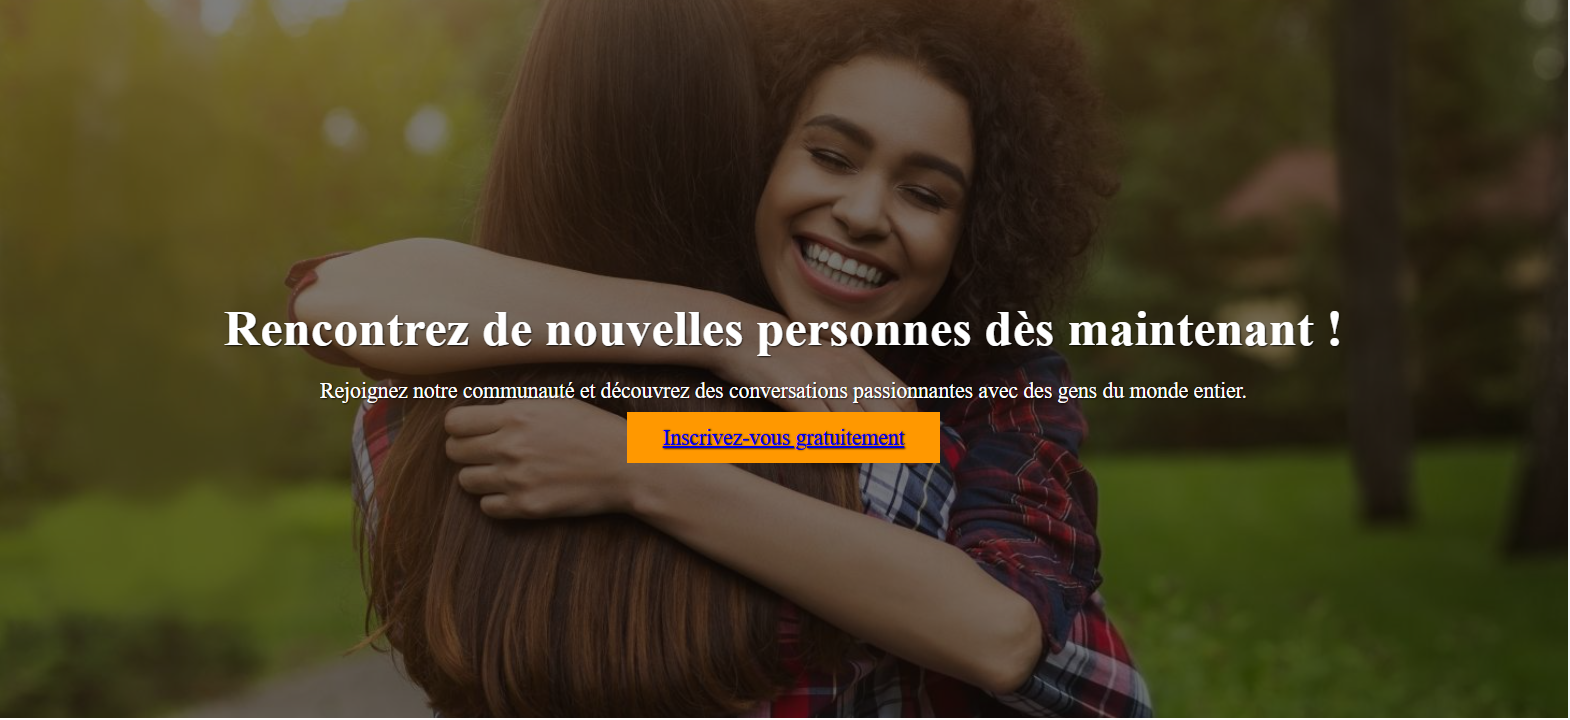 Rencontrez de nouvelles personnes dès maintenant !
Rejoignez notre communauté et découvrez des conversations passionnantes avec des gens du monde entier.
Inscrivez-vous gratuitement